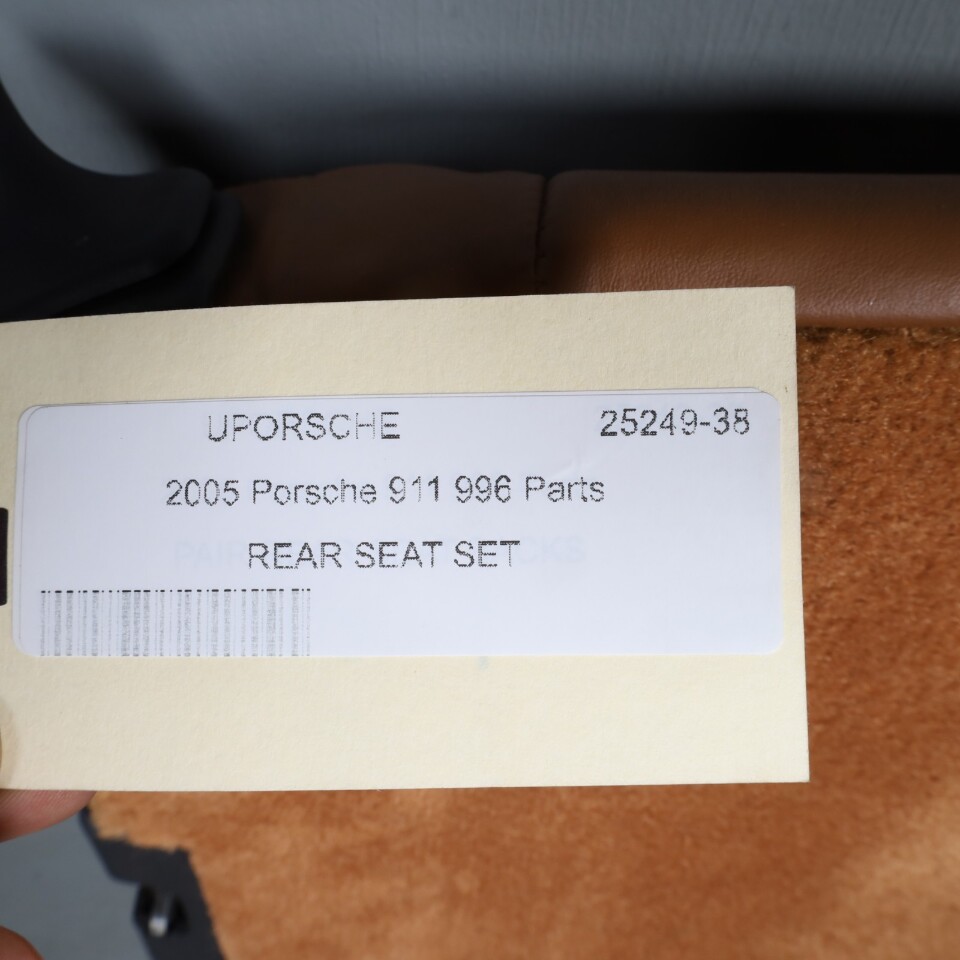 UPORSCHE 25249-38
2005 Porsche 911 996 Parts
REAR SEAT SET